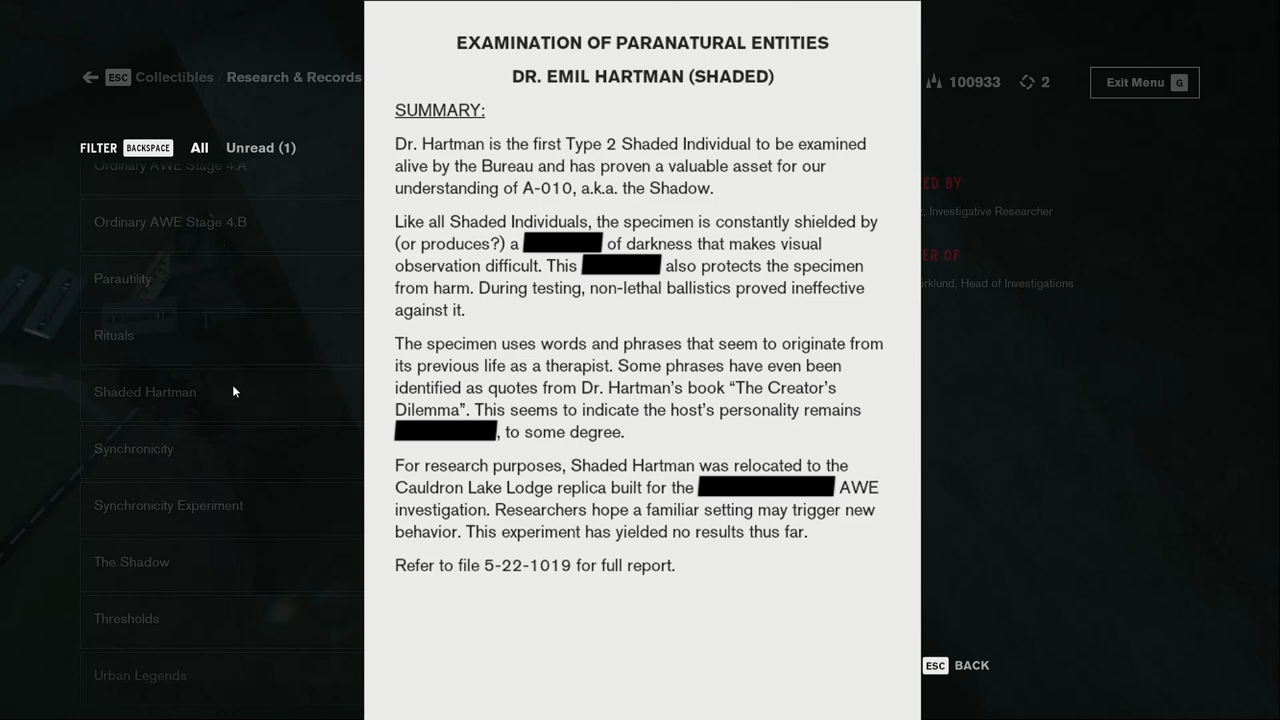 EXAMINATION OF PARANATURAL ENTITIES
DR. EMIL HARTMAN (SHADED)
SUMMARY:
Dr. Hartman is the first Type 2 Shaded Individual to be examined
alive by the Bureau and has proven a valuable asset for our
understanding of A-010, a.k.a. the Shadow.
Like all Shaded Individuals, the specimen is constantly shielded by
(or produces?) a of darkness that makes visual
observation difficult. This also protects the specimen
from harm. During testing, non-lethal ballistics proved ineffective
against it.
The specimen uses words and phrases that seem to originate from
its previous life as a therapist. Some phrases have even been
identified as quotes from Dr. Hartman's book “The Creator's
Dilemma”. This seems to indicate the host's personality remains
, to some degree.
For research purposes, Shaded Hartman was relocated to the
Cauldron Lake Lodge replica built for the AWE
investigation. Researchers hope a familiar setting may trigger new
behavior. This experiment has yielded no results thus far.
Refer to file 5-22-1019 for full report.
ESC Collectibles / Research & Records
100933 2 Exit Menu G
FILTER BACKSPACE All Unread (1)
Ordinary AWE Stage 4.A
Ordinary AWE Stage 4.B
Parautility
Rituals
Shaded Hartman
Synchronicity
Synchronicity Experiment
The Shadow
Thresholds
Urban Legends
ED BY
, Investigative Researcher
ER OF
rklund, Head of Investigations
ESC BACK